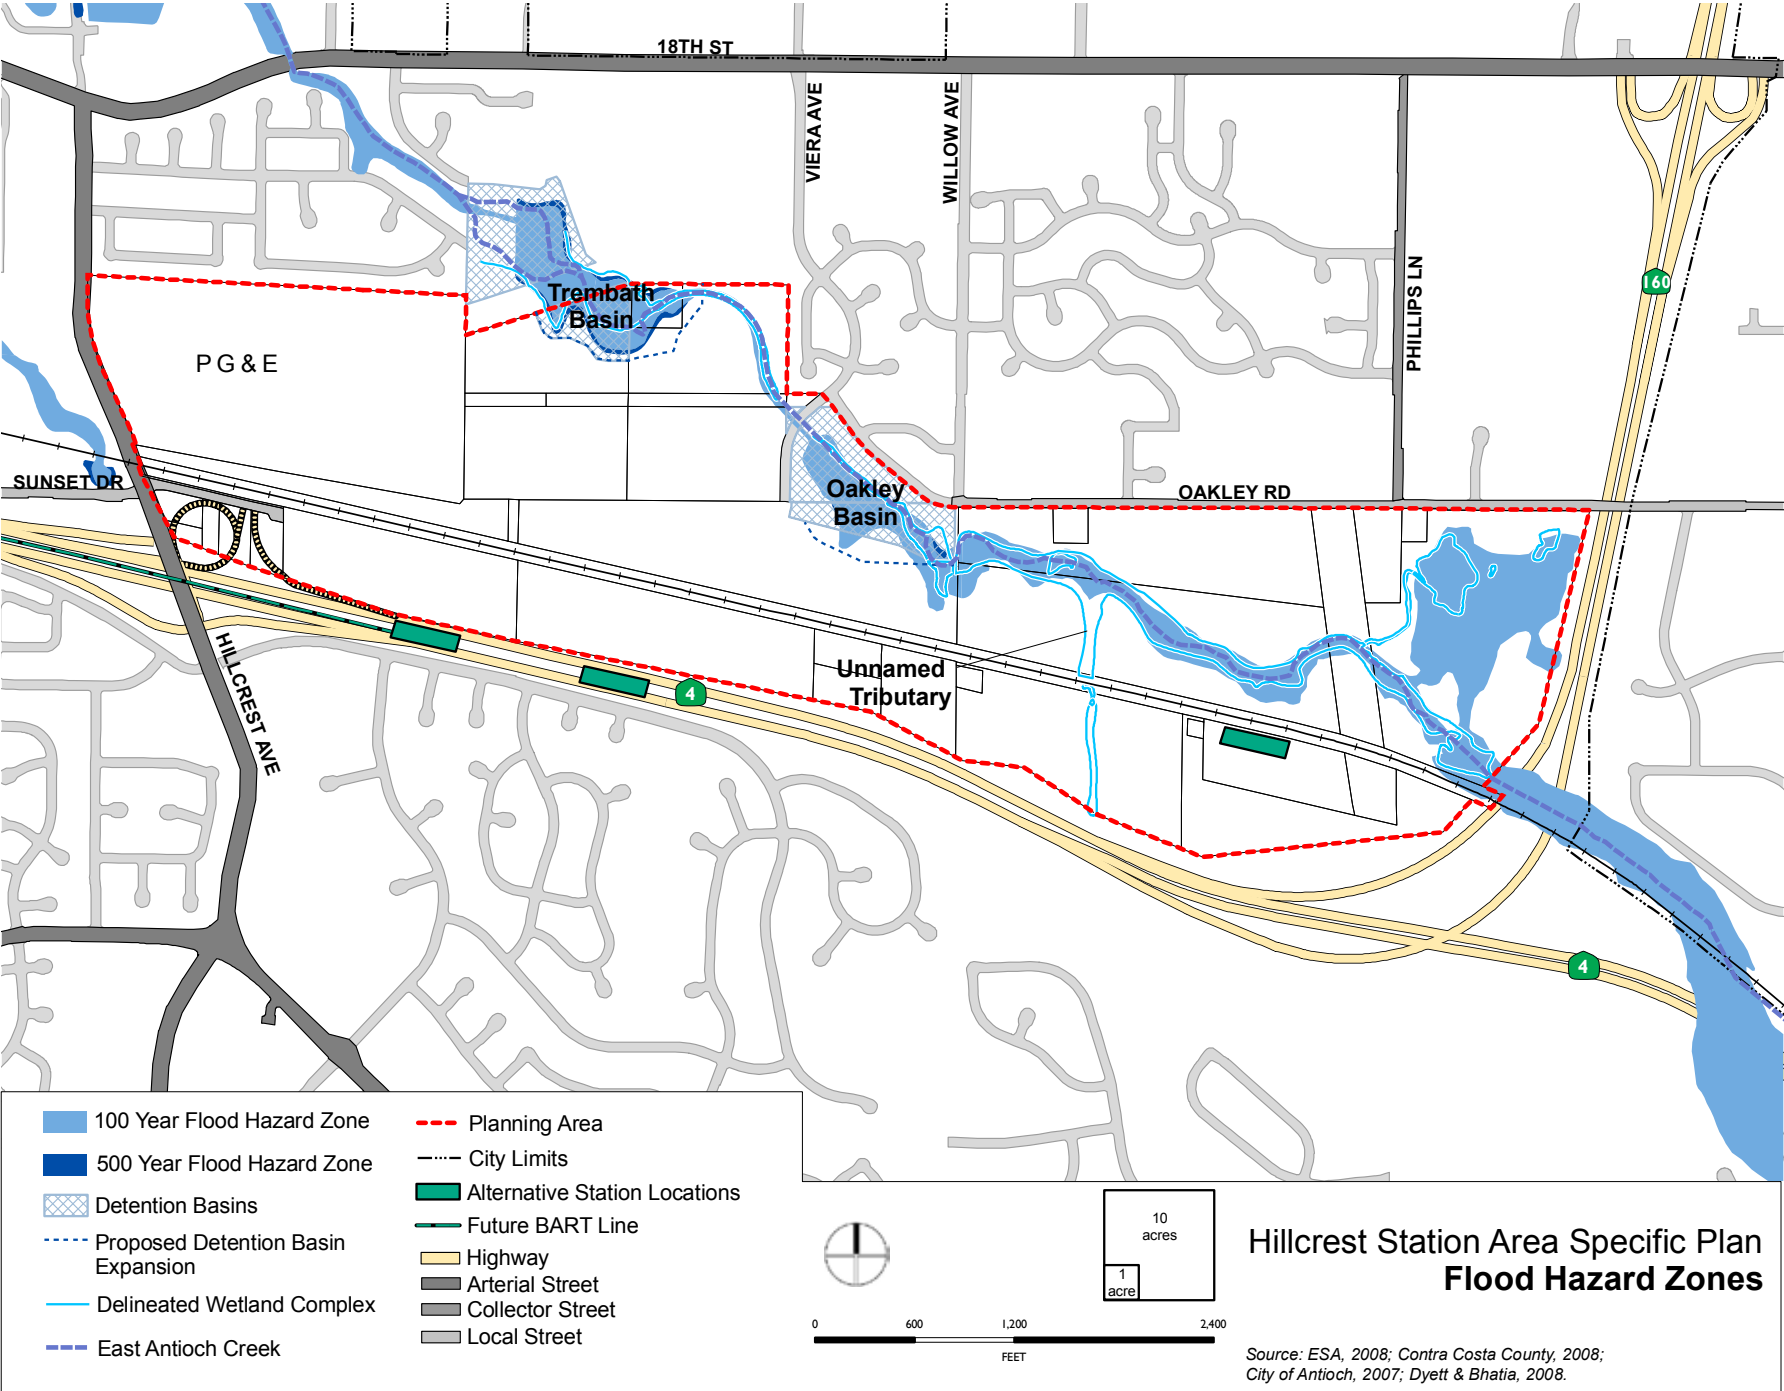 18TH ST
VIERA AVE
WILLOW AVE
PHILLIPS LN
160
Trembath
Basin
PG&E
SUNSET DR
Oakley
Basin
OAKLEY RD
HILLCREST AVE
Unnamed
Tributary
4
4
100 Year Flood Hazard Zone
500 Year Flood Hazard Zone
Detention Basins
Proposed Detention Basin
Expansion
Delineated Wetland Complex
East Antioch Creek
Planning Area
City Limits
Alternative Station Locations
Future BART Line
Highway
Arterial Street
Collector Street
Local Street
10
acres
1
acre
0 600 1,200 2,400
FEET
Hillcrest Station Area Specific Plan
Flood Hazard Zones
Source: ESA, 2008; Contra Costa County, 2008;
City of Antioch, 2007; Dyett & Bhatia, 2008.